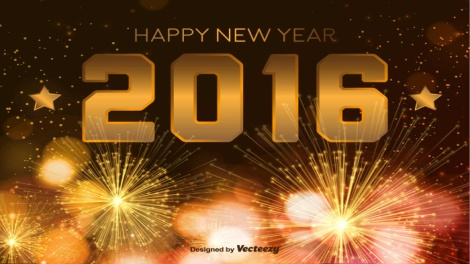 HAPPY NEW YEAR
2016
Designed by Vecteezy